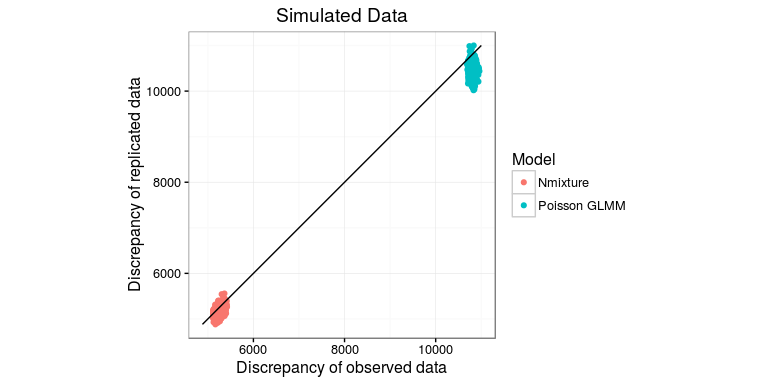 Simulated Data
Discrepancy of replicated data
10000
8000
6000
6000 8000 10000
Discrepancy of observed data
Model
Nmixture
Poisson GLMM